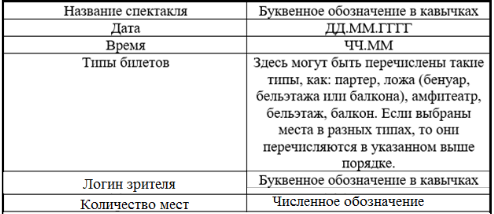 Название спектакля
Буквенное обозначение в кавычках
Дата
ДД.ММ.ГГГГ
Время
ЧЧ.ММ
Типы билетов
Здесь могут быть перечислены такие
типы, как: партер, ложа (бенуар,
бельэтажа или балкона), амфитеатр,
бельэтаж, балкон. Если выбраны
места в разных типах, то они
перечисляются в указанном выше
порядке.
Логин зрителя
Буквенное обозначение в кавычках
Количество мест
Численное обозначение